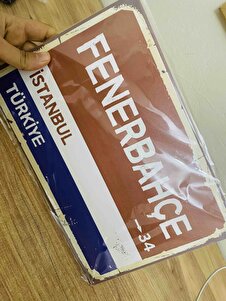 FENERBAHÇE
34
İSTANBUL
TÜRKİYE